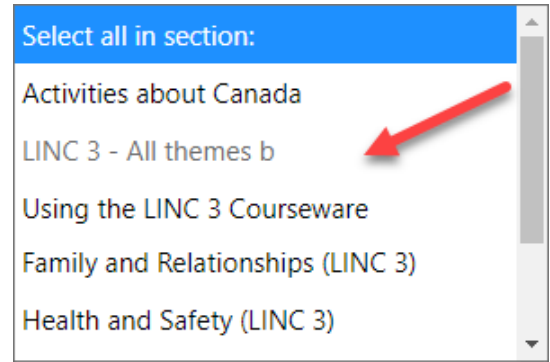 Select all in section:
Activities about Canada
LINC 3 - All themes b
Using the LINC 3 Courseware
Family and Relationships (LINC 3)
Health and Safety (LINC 3)